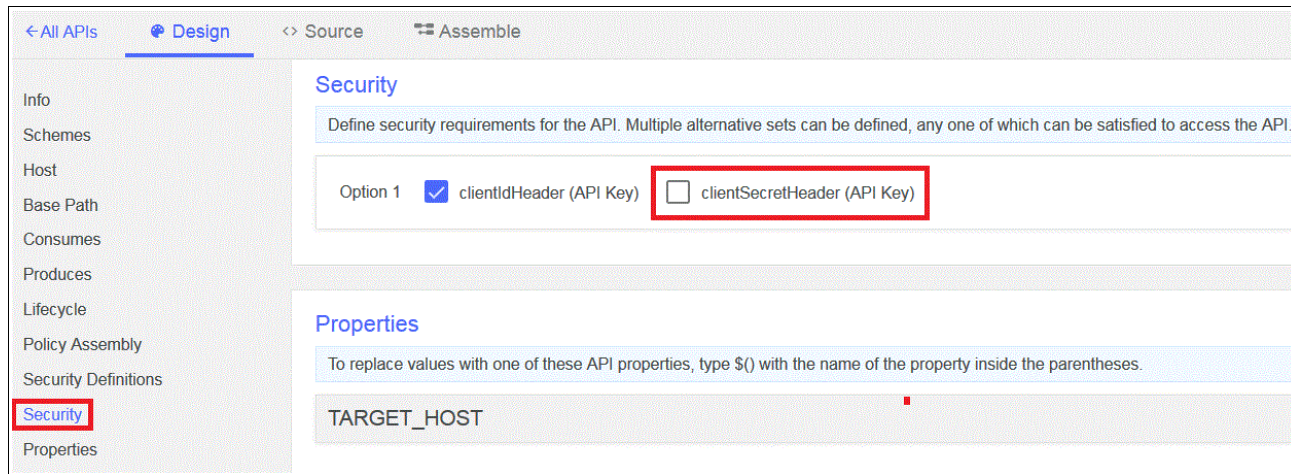 All APIs Design Source Assemble
Info
Schemes
Host
Base Path
Consumes
Produces
Lifecycle
Policy Assembly
Security Definitions
Security
Properties
Security
Define security requirements for the API. Multiple alternative sets can be defined, any one of which can be satisfied to access the API.
Option 1 clientIdHeader (API Key) clientSecretHeader (API Key)
Properties
To replace values with one of these API properties, type $() with the name of the property inside the parentheses.
TARGET_HOST